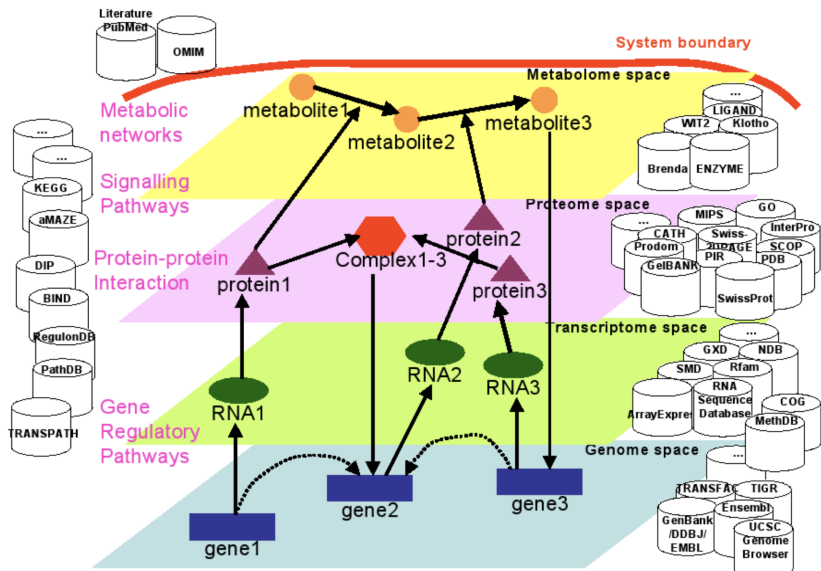 Literature
PubMed
OMIM
System boundary
Metabolome space
Metabolic
networks
metabolite1
metabolite2
metabolite3
...
LIGAND
WIT2
Klotho
Brenda
ENZYME
...
...
KEGG
aMAZE
DIP
BIND
RegulonDB
PathDB
TRANSPATH
Signalling
Pathways
Proteome space
Protein-protein
Interaction
protein1
Complex1-3
protein2
protein3
...
MIPS
GO
CATH
Swiss-
InterPro
Prodom
PIR
SCOP
PDB
GelBANK
SwissProt
Transcriptome space
RNA1
RNA2
RNA3
...
GXD
NDB
SMD
Rfam
ArrayExpres
RNA
Sequence
Database
COG
MethDB
Gene
Regulatory
Pathways
Genome space
gene1
gene2
gene3
...
TRANSFAC
TIGR
Ensembl
GenBank
/DDBJ/
EMBL
UCSC
Genome
Browser